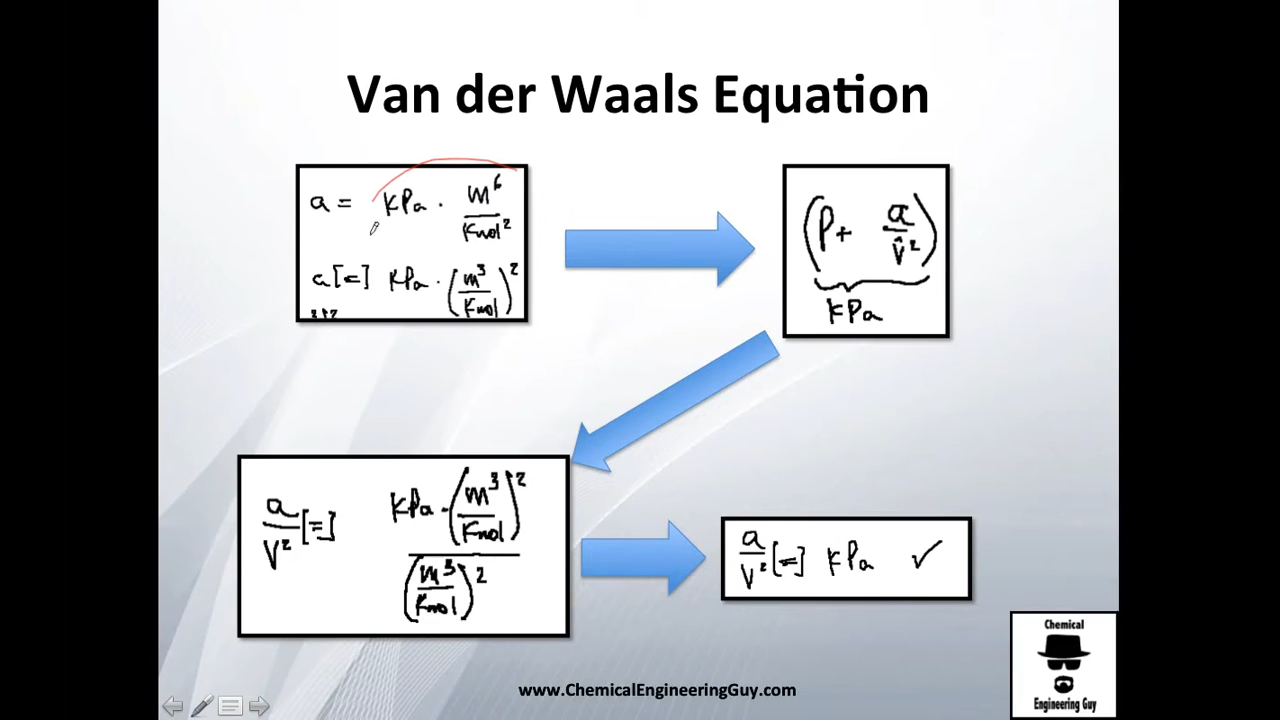 Van der Waals Equation
a = kPa · m⁶/Kmol²
a [=] kPa · (m³/Kmol)²
(P + a/v̂²)
kPa
a/V² [=] kPa · (m³/Kmol)² / (m³/Kmol)²
a/V² [=] kPa ✓
www.ChemicalEngineeringGuy.com
Chemical
Engineering Guy